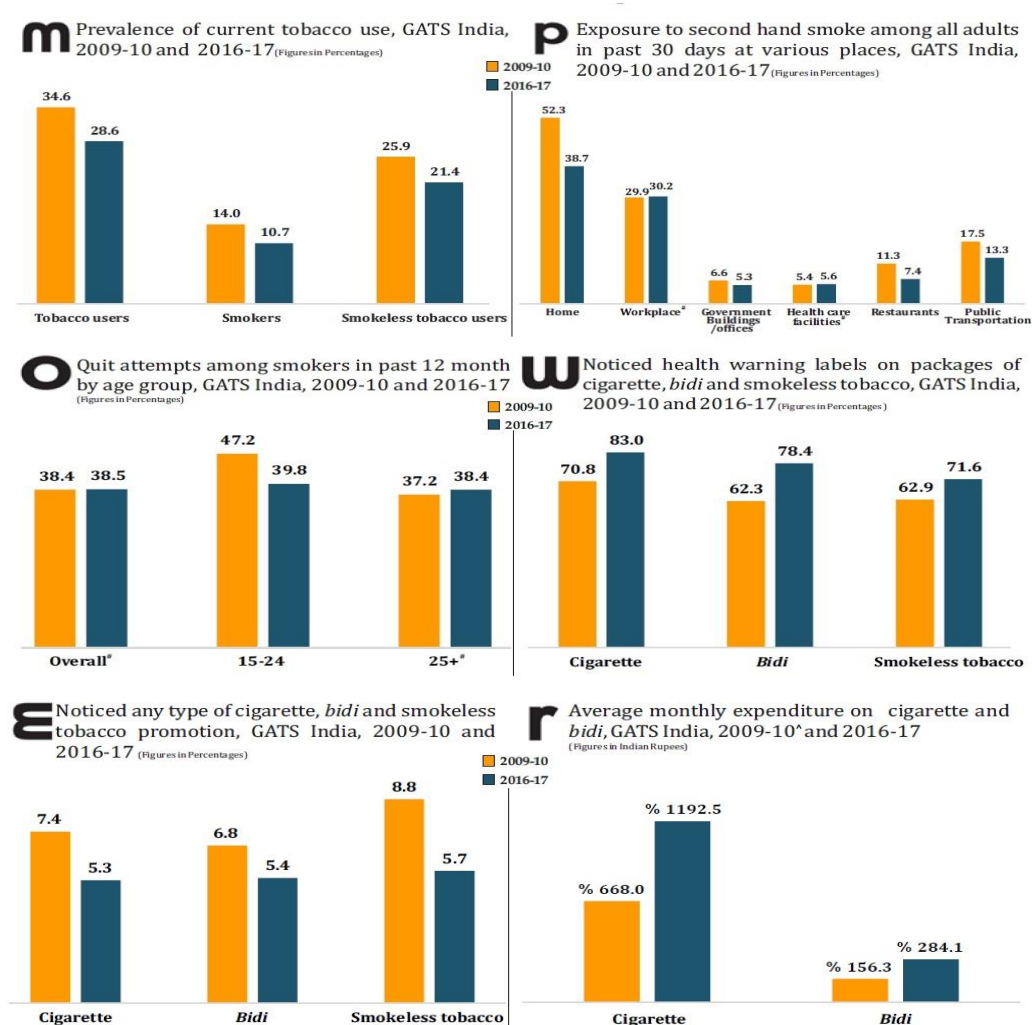 m Prevalence of current tobacco use, GATS India,
2009-10 and 2016-17 (Figures in Percentages)
2009-10
2016-17
34.6
28.6
14.0
10.7
25.9
21.4
Tobacco users
Smokers
Smokeless tobacco users
p Exposure to second hand smoke among all adults
in past 30 days at various places, GATS India,
2009-10 and 2016-17 (Figures in Percentages)
52.3
38.7
29.9
30.2
6.6
5.3
5.4
5.6
11.3
7.4
17.5
13.3
Home
Workplace#
Government
Buildings
/offices
Health care
facilities#
Restaurants
Public
Transportation
O Quit attempts among smokers in past 12 month
by age group, GATS India, 2009-10 and 2016-17
(Figures in Percentages)
2009-10
2016-17
38.4
38.5
47.2
39.8
37.2
38.4
Overall#
15-24
25+#
W Noticed health warning labels on packages of
cigarette, bidi and smokeless tobacco, GATS India,
2009-10 and 2016-17 (Figures in Percentages )
70.8
83.0
62.3
78.4
62.9
71.6
Cigarette
Bidi
Smokeless tobacco
E Noticed any type of cigarette, bidi and smokeless
tobacco promotion, GATS India, 2009-10 and
2016-17 (Figures in Percentages)
2009-10
2016-17
7.4
5.3
6.8
5.4
8.8
5.7
Cigarette
Bidi
Smokeless tobacco
r Average monthly expenditure on cigarette and
bidi, GATS India, 2009-10^ and 2016-17
(Figures in Indian Rupees)
% 668.0
% 1192.5
% 156.3
% 284.1
Cigarette
Bidi